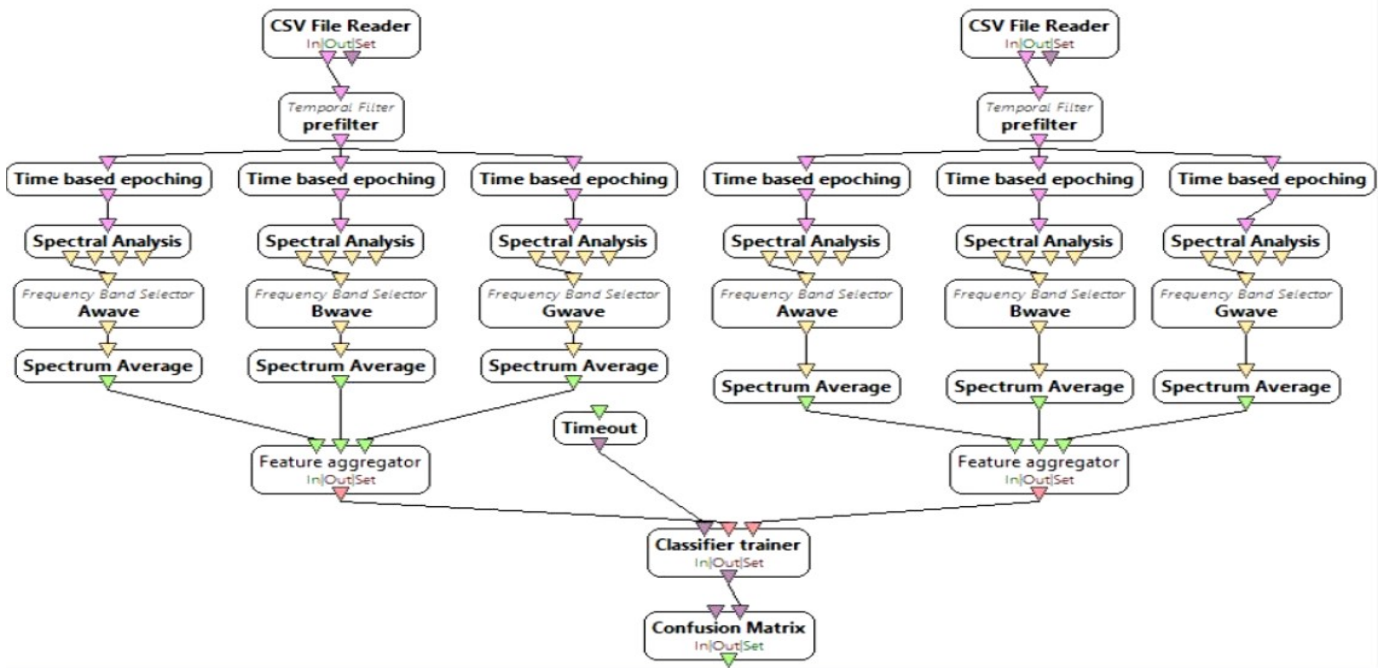 CSV File Reader
In|Out|Set
CSV File Reader
In|Out|Set
Temporal Filter
prefilter
Temporal Filter
prefilter
Time based epoching
Time based epoching
Time based epoching
Time based epoching
Time based epoching
Time based epoching
Spectral Analysis
Spectral Analysis
Spectral Analysis
Spectral Analysis
Spectral Analysis
Spectral Analysis
Frequency Band Selector
Awave
Frequency Band Selector
Bwave
Frequency Band Selector
Gwave
Frequency Band Selector
Awave
Frequency Band Selector
Bwave
Frequency Band Selector
Gwave
Spectrum Average
Spectrum Average
Spectrum Average
Spectrum Average
Spectrum Average
Spectrum Average
Timeout
Feature aggregator
In|Out|Set
Feature aggregator
In|Out|Set
Classifier trainer
In|Out|Set
Confusion Matrix
In|Out|Set